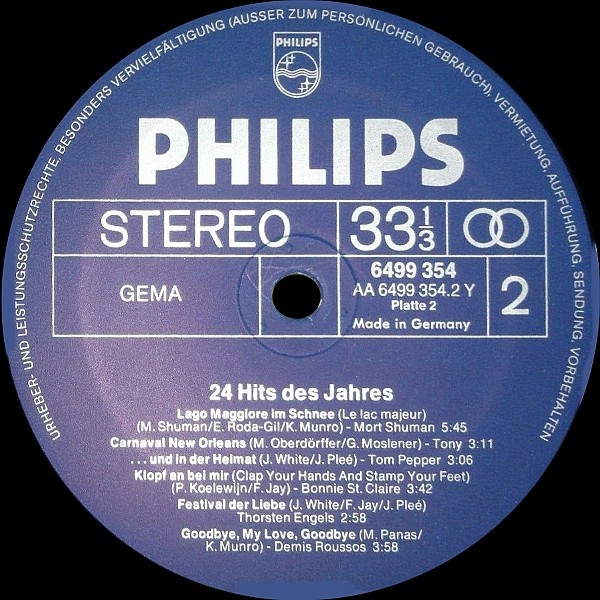 URHEBER- UND LEISTUNGSSCHUTZRECHTE, BESONDERS VERVIELFÄLTIGUNG (AUSSER ZUM PERSÖNLICHEN GEBRAUCH), VERMIETUNG, AUFFÜHRUNG, SENDUNG, VORBEHALTEN
PHILIPS
PHILIPS
STEREO 33 1/3
GEMA
6499 354
AA 6499 354.2 Y
Platte 2
Made in Germany
2
24 Hits des Jahres
Lago Maggiore im Schnee (Le lac majeur)
(M. Shuman/E. Roda-Gil/K. Munro) - Mort Shuman 5:45
Carnaval New Orleans (M. Oberdörffer/G. Moslener) - Tony 3:11
...und in der Heimat (J. White/J. Pleé) - Tom Pepper 3:06
Klopf an bei mir (Clap Your Hands And Stamp Your Feet)
(P. Koelewijn/F. Jay) - Bonnie St. Claire 3:42
Festival der Liebe (J. White/F. Jay/J. Pleé)
Thorsten Engels 2:58
Goodbye, My Love, Goodbye (M. Panas/
K. Munro) - Demis Roussos 3:58